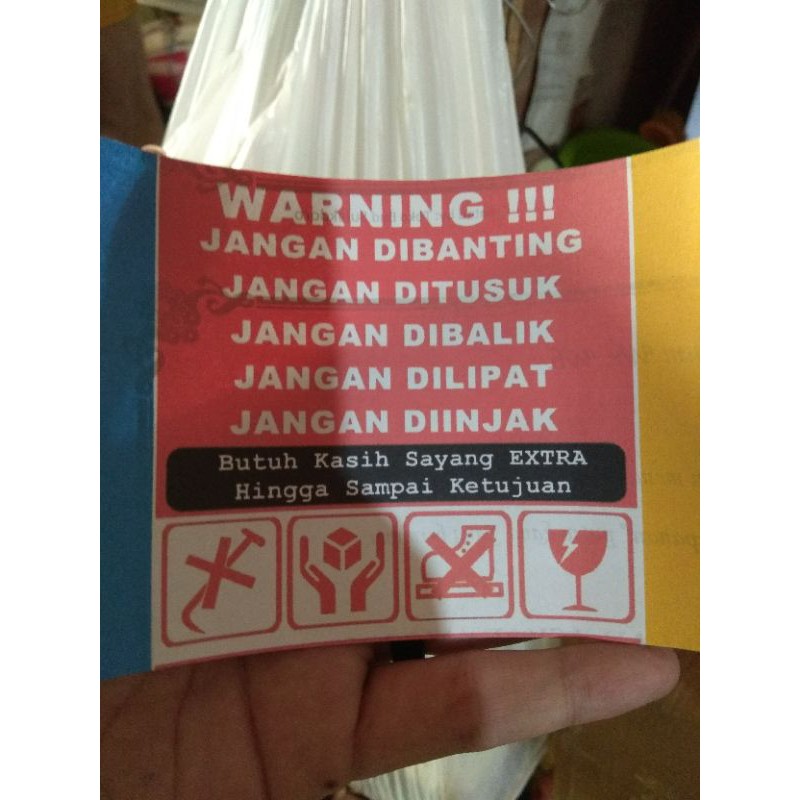 WARNING !!!
JANGAN DIBANTING
JANGAN DITUSUK
JANGAN DIBALIK
JANGAN DILIPAT
JANGAN DIINJAK
Butuh Kasih Sayang EXTRA
Hingga Sampai Ketujuan